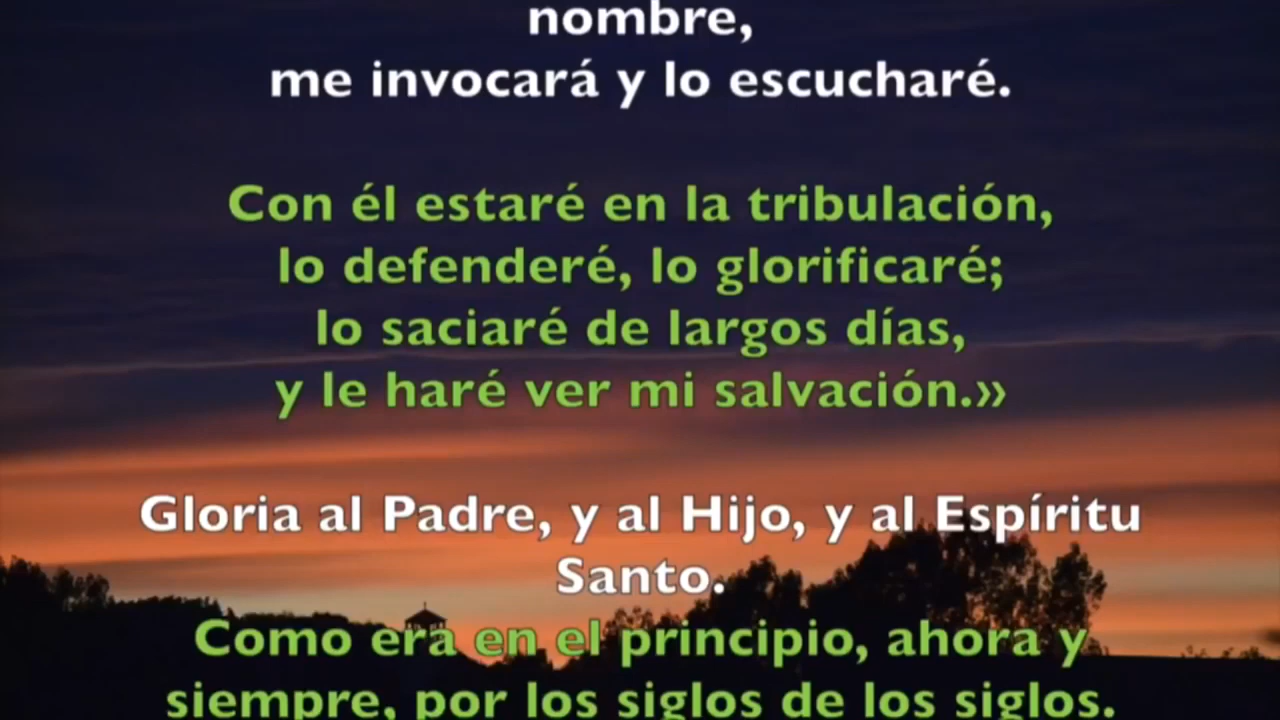 nombre,
me invocará y lo escucharé.
Con él estaré en la tribulación,
lo defenderé, lo glorificaré;
lo saciaré de largos días,
y le haré ver mi salvación.»
Gloria al Padre, y al Hijo, y al Espíritu
Santo.
Como era en el principio, ahora y
siempre, por los siglos de los siglos.